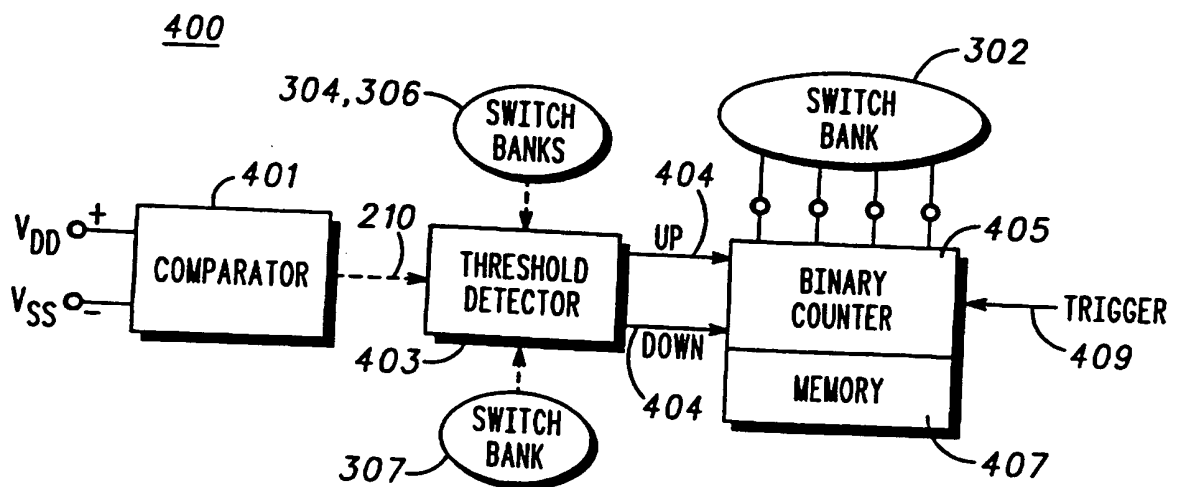 400
304,306
SWITCH
BANKS
302
SWITCH
BANK
401
V_DD +
V_SS -
COMPARATOR
210
THRESHOLD
DETECTOR
403
404
UP
DOWN
404
405
BINARY
COUNTER
TRIGGER
409
MEMORY
407
SWITCH
BANK
307